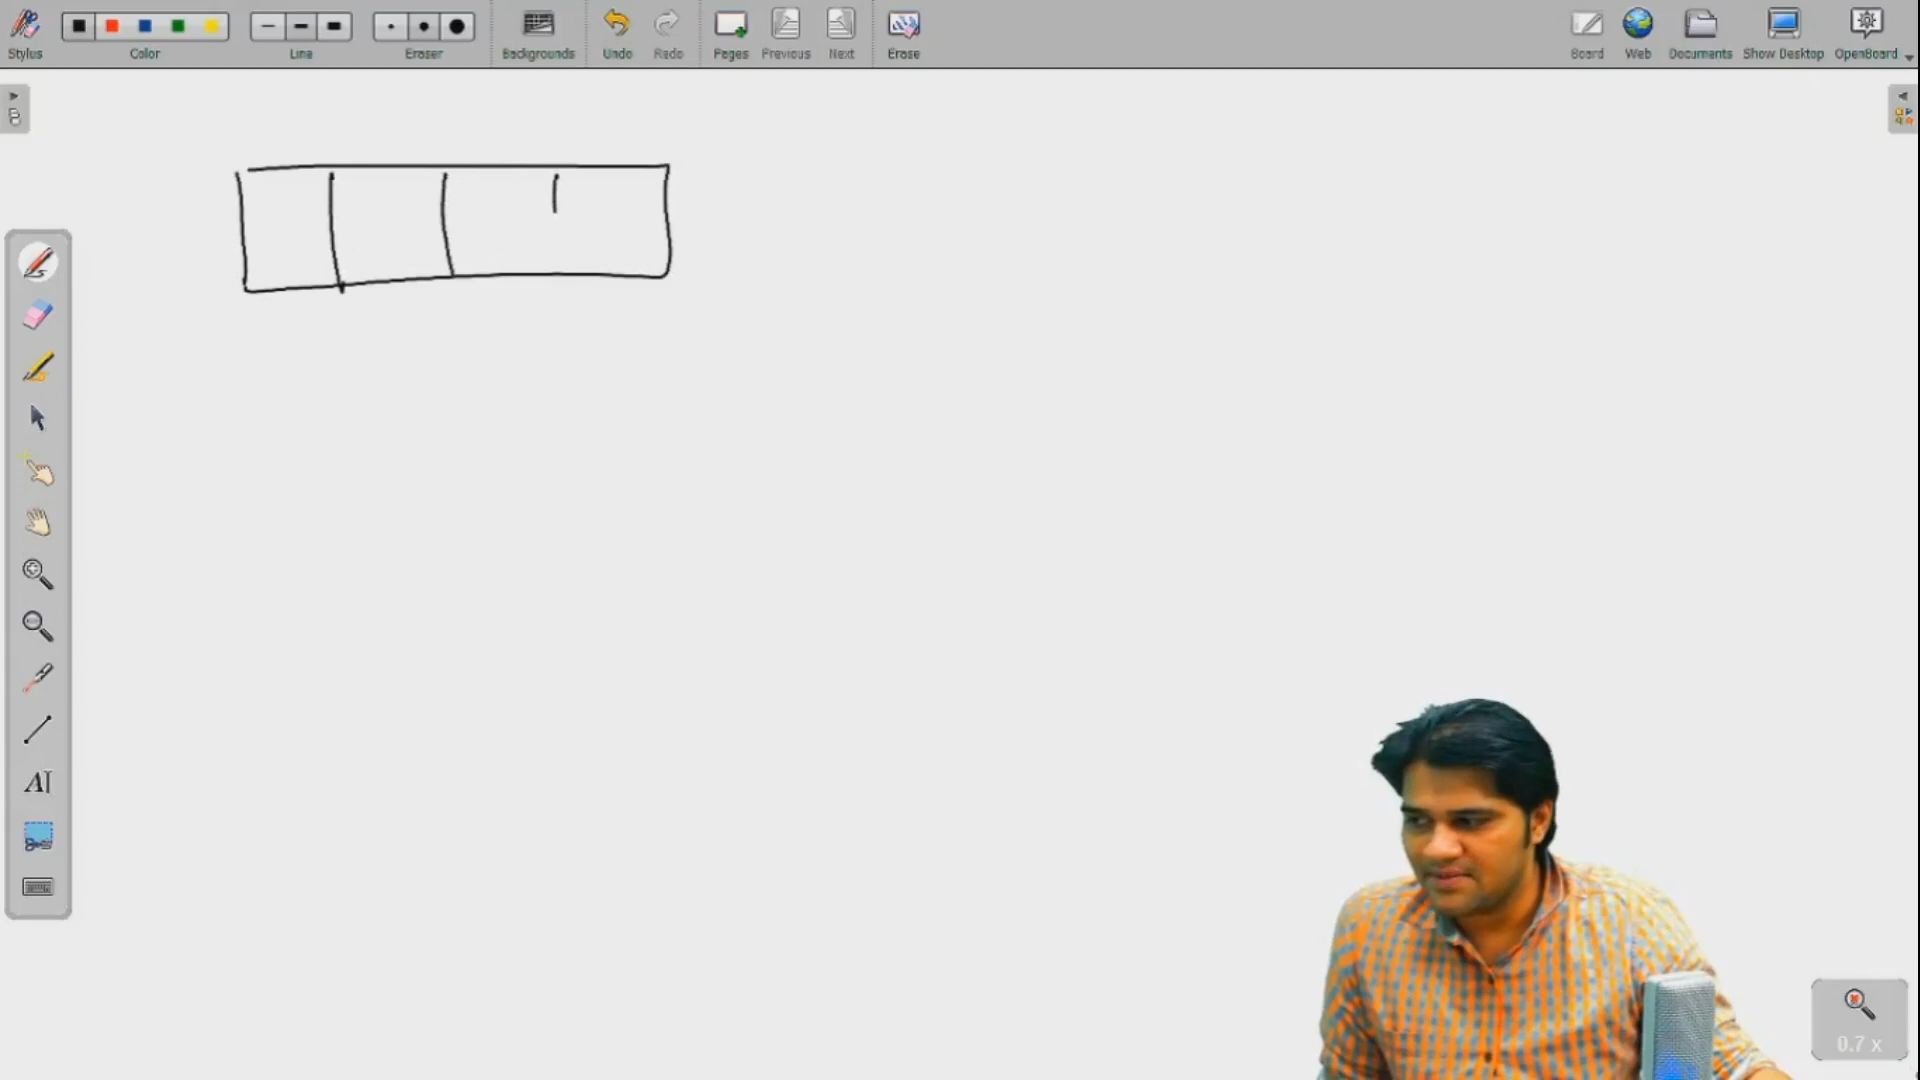 Stylus
Color
Line
Eraser
Backgrounds
Undo
Redo
Pages
Previous
Next
Erase
Board
Web
Documents
Show Desktop
OpenBoard
AI
0.7 x